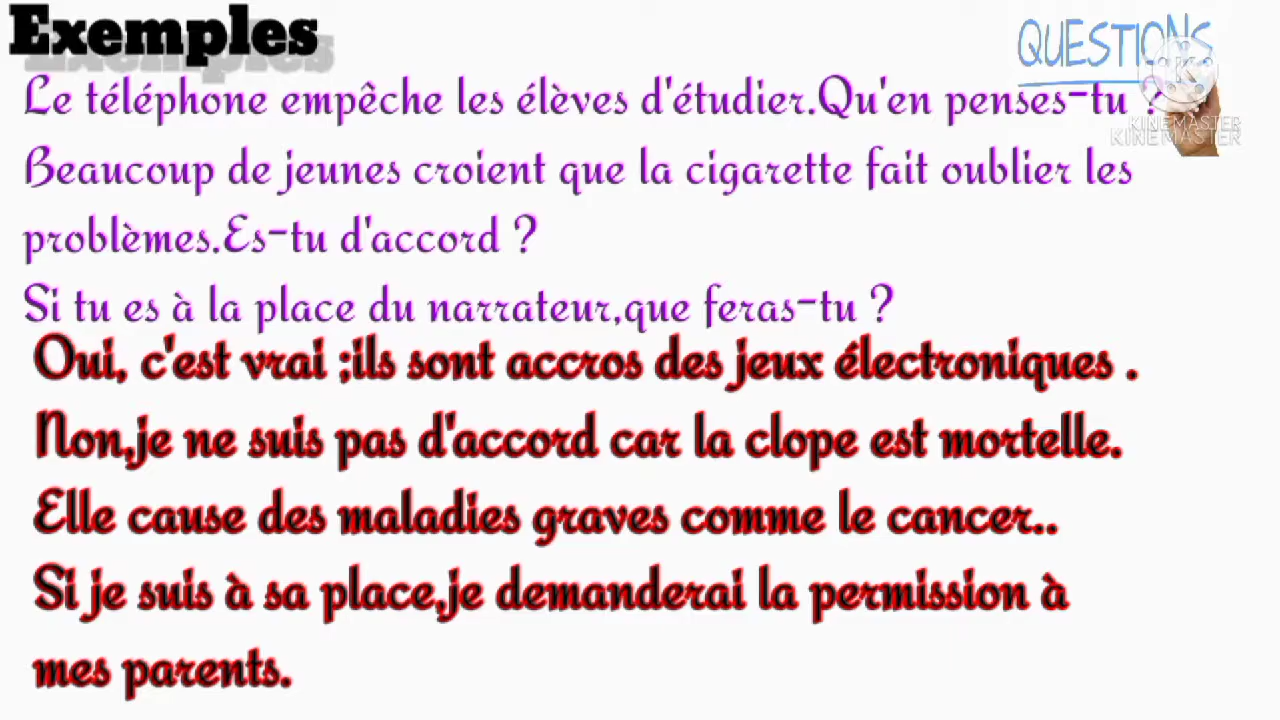 Exemples
QUESTIONS
Le téléphone empêche les élèves d'étudier.Qu'en penses-tu ?
KINEMASTER
KINEMASTER
Beaucoup de jeunes croient que la cigarette fait oublier les
problèmes.Es-tu d'accord ?
Si tu es à la place du narrateur,que feras-tu ?
Oui, c'est vrai ;ils sont accros des jeux électroniques .
Non,je ne suis pas d'accord car la clope est mortelle.
Elle cause des maladies graves comme le cancer..
Si je suis à sa place,je demanderai la permission à
mes parents.